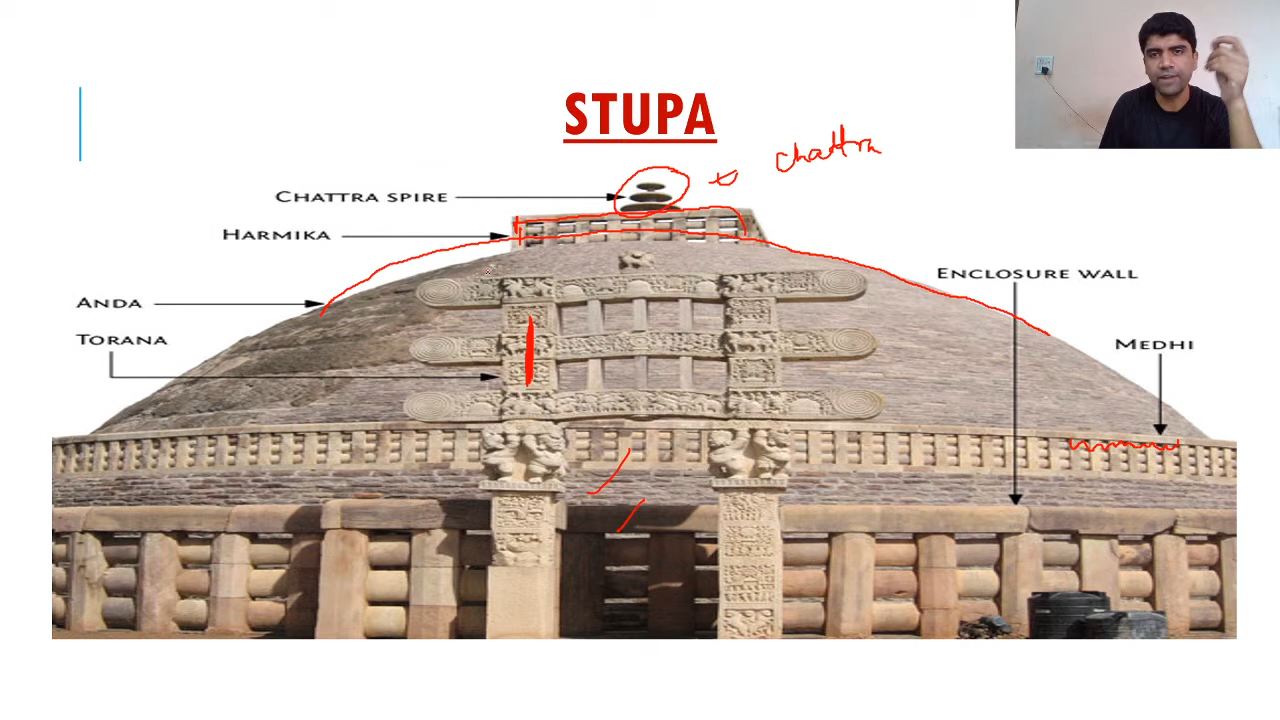 STUPA
chattra
CHATTRA SPIRE
HARMIKA
ENCLOSURE WALL
ANDA
TORANA
MEDHI